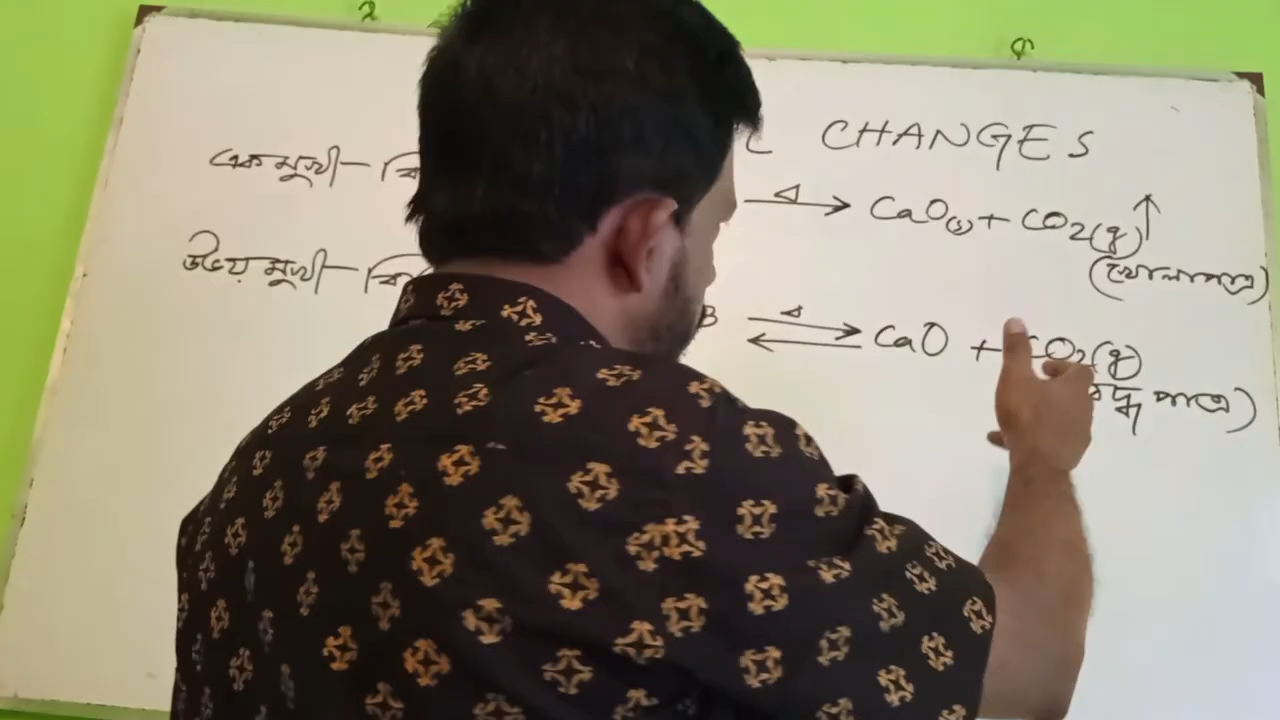 CHANGES
একমুখী –
Δ → CaO(s) + CO2(g)↑
(খোলাপাত্রে)
উভয়মুখী –
Δ ⇌ CaO + CO2(g)
বদ্ধ পাত্রে)